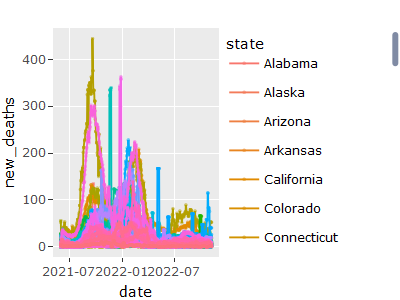 state
400
Alabama
Alaska
300
Arizona
200
Arkansas
California
100
Colorado
0
Connecticut
new_deaths
2021-07 2022-01 2022-07
date